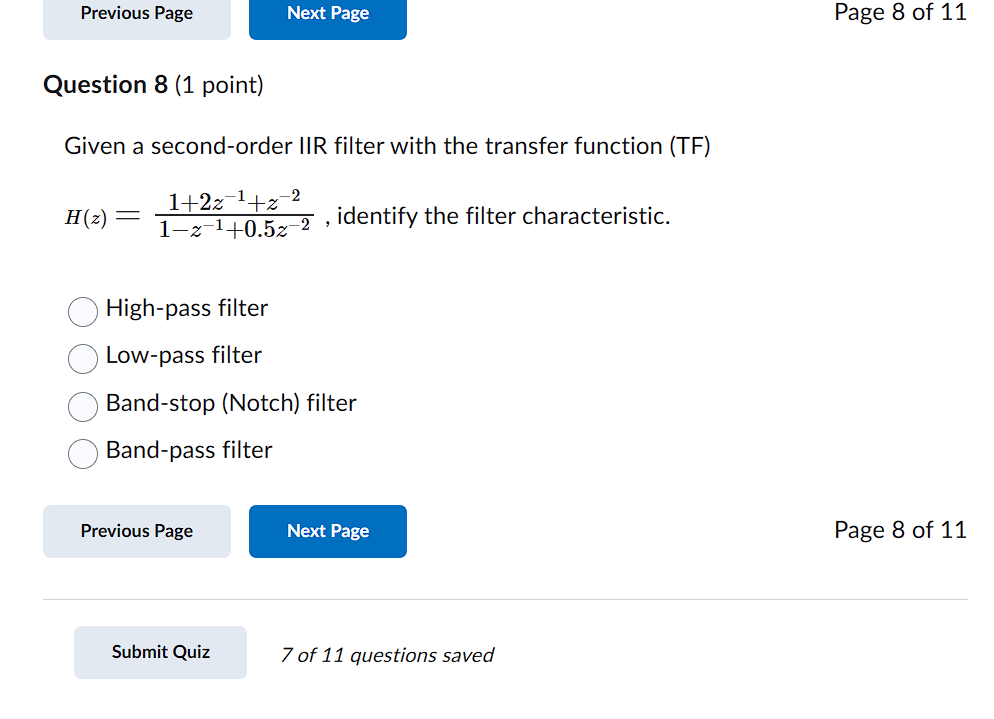 Previous Page Next Page Page 8 of 11
Question 8 (1 point)
Given a second-order IIR filter with the transfer function (TF)
H(z) = \frac{1+2z^{-1}+z^{-2}}{1-z^{-1}+0.5z^{-2}} , identify the filter characteristic.
High-pass filter
Low-pass filter
Band-stop (Notch) filter
Band-pass filter
Previous Page Next Page Page 8 of 11
Submit Quiz 7 of 11 questions saved